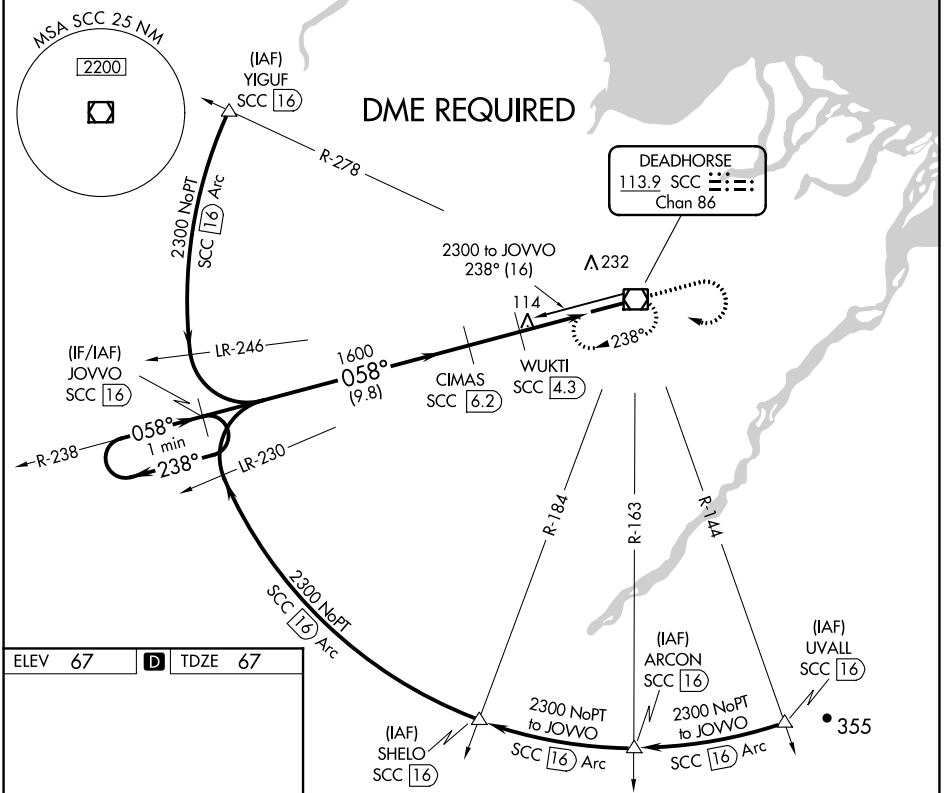 MSA SCC 25 NM
2200
(IAF)
YIGUF
SCC 16
DME REQUIRED
R-278
DEADHORSE
113.9 SCC
Chan 86
2300 NoPT
SCC 16 Arc
2300 to JOVVO
238° (16)
232
114
238°
LR-246
(IF/IAF)
JOVVO
SCC 16
1600
058°
(9.8)
CIMAS
SCC 6.2
WUKTI
SCC 4.3
R-238
058°
1 min
238°
LR-230
R-184
R-163
R-144
2300 NoPT
SCC 16 Arc
ELEV 67 D TDZE 67
(IAF)
SHELO
SCC 16
2300 NoPT
to JOVVO
SCC 16 Arc
(IAF)
ARCON
SCC 16
2300 NoPT
to JOVVO
SCC 16 Arc
(IAF)
UVALL
SCC 16
355